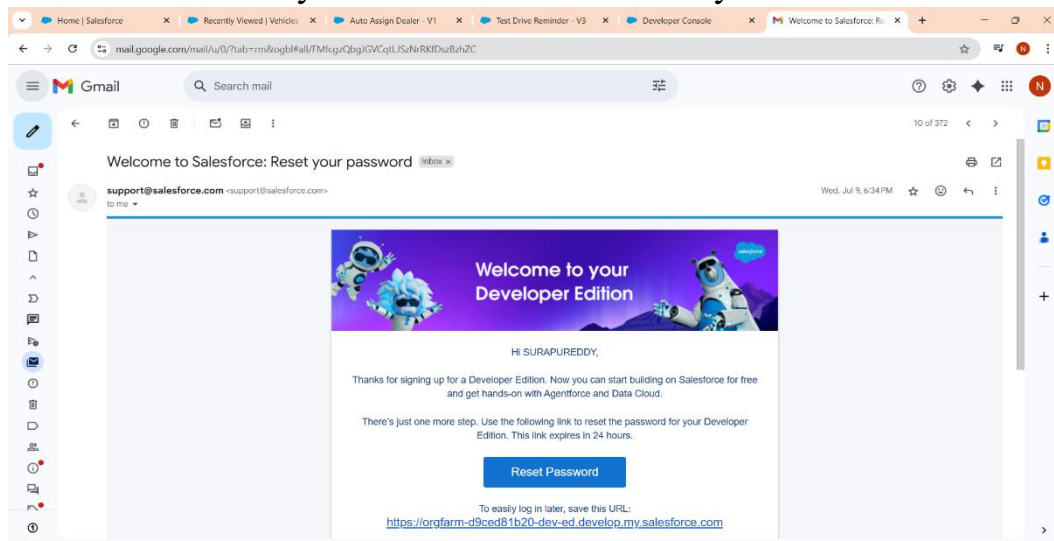 Home | Salesforce
Recently Viewed | Vehicles
Auto Assign Dealer - V1
Test Drive Reminder - V3
Developer Console
Welcome to Salesforce: Re
mail.google.com/mail/u/0/?tab=rm&ogbl#all/FMfcgzQbgJGVCqtLJSzNrRKfDszBzhZC
N
Gmail
Search mail
N
10 of 372
Welcome to Salesforce: Reset your password Inbox x
support@salesforce.com <support@salesforce.com>
Wed, Jul 9, 6:34 PM
to me
salesforce
Welcome to your
Developer Edition
Hi SURAPUREDDY,
Thanks for signing up for a Developer Edition. Now you can start building on Salesforce for free
and get hands-on with Agentforce and Data Cloud.
There's just one more step. Use the following link to reset the password for your Developer
Edition. This link expires in 24 hours.
Reset Password
To easily log in later, save this URL:
https://orgfarm-d9ced81b20-dev-ed.develop.my.salesforce.com